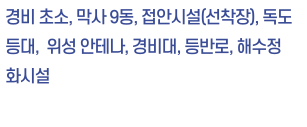 경비 초소, 막사 9동, 접안시설(선착장), 독도
등대,  위성 안테나, 경비대, 등반로, 해수정
화시설